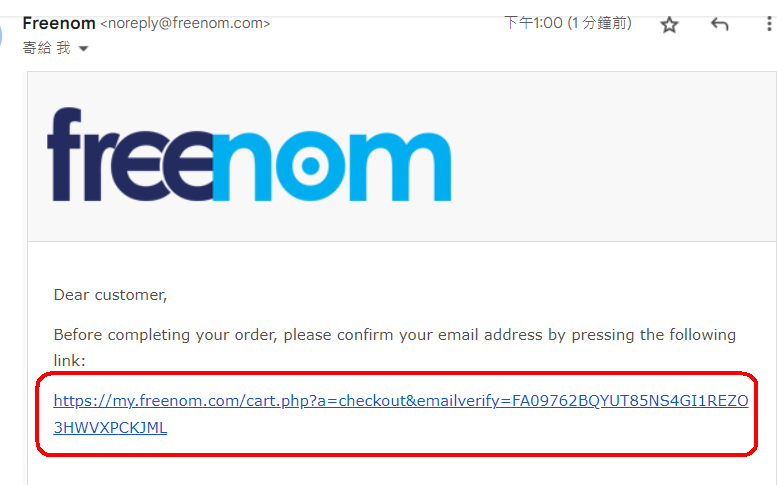 Freenom <noreply@freenom.com> 下午1:00 (1 分鐘前)
寄給 我
freenom
Dear customer,
Before completing your order, please confirm your email address by pressing the following
link:
https://my.freenom.com/cart.php?a=checkout&emailverify=FA09762BQYUT85NS4GI1REZO
3HWVXPCKJML